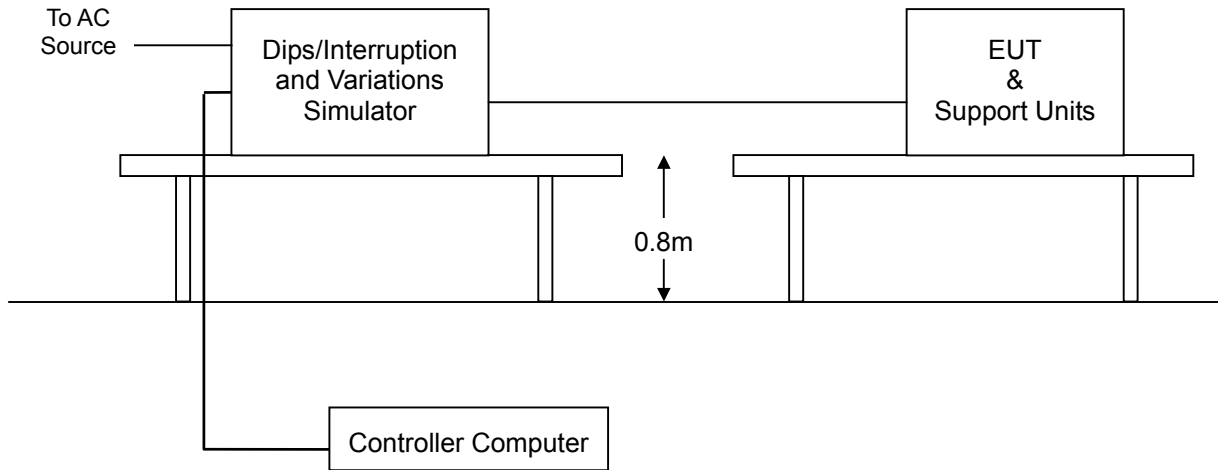 To AC
Source
Dips/Interruption
and Variations
Simulator
EUT
&
Support Units
0.8m
Controller Computer